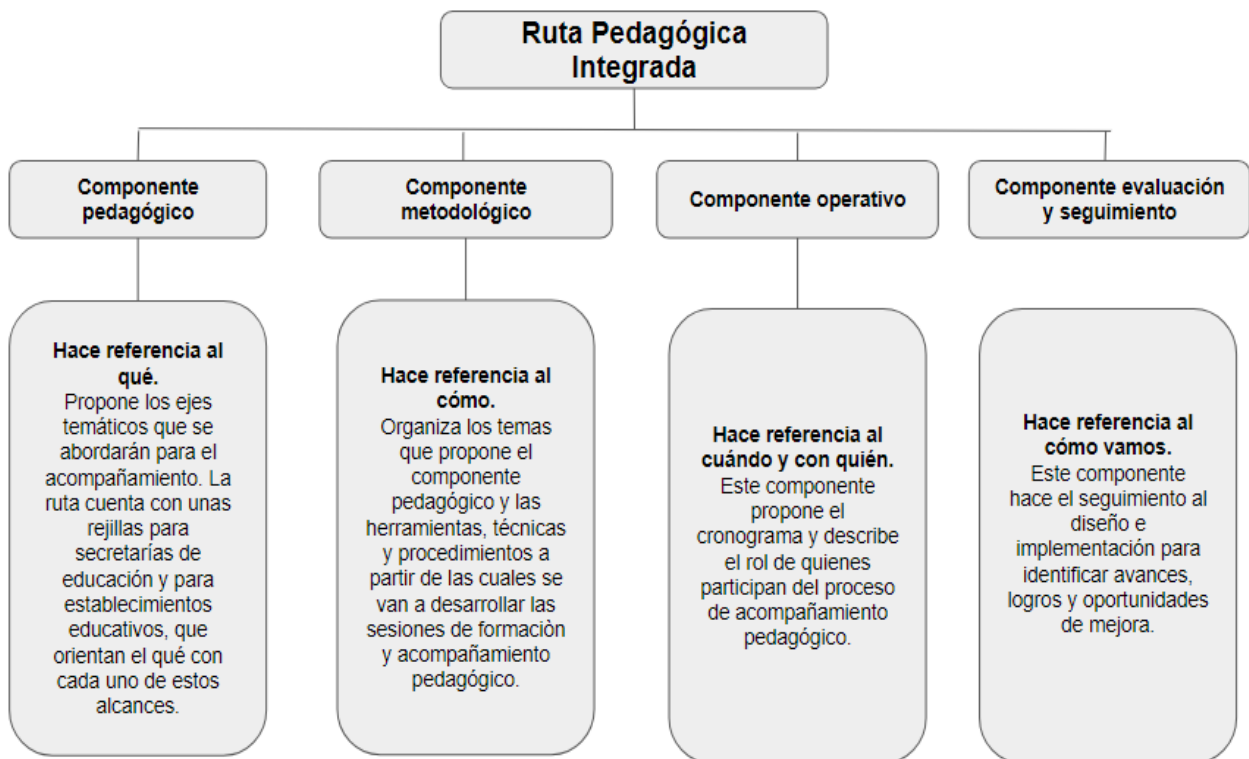 Ruta Pedagógica
Integrada
Componente
pedagógico
Componente
metodológico
Componente operativo
Componente evaluación
y seguimiento
Hace referencia al
qué.
Propone los ejes
temáticos que se
abordarán para el
acompañamiento. La
ruta cuenta con unas
rejillas para
secretarías de
educación y para
establecimientos
educativos, que
orientan el qué con
cada uno de estos
alcances.
Hace referencia al
cómo.
Organiza los temas
que propone el
componente
pedagógico y las
herramientas, técnicas
y procedimientos a
partir de las cuales se
van a desarrollar las
sesiones de formaciòn
y acompañamiento
pedagógico.
Hace referencia al
cuándo y con quién.
Este componente
propone el
cronograma y describe
el rol de quienes
participan del proceso
de acompañamiento
pedagógico.
Hace referencia al
cómo vamos.
Este componente
hace el seguimiento al
diseño e
implementación para
identificar avances,
logros y oportunidades
de mejora.